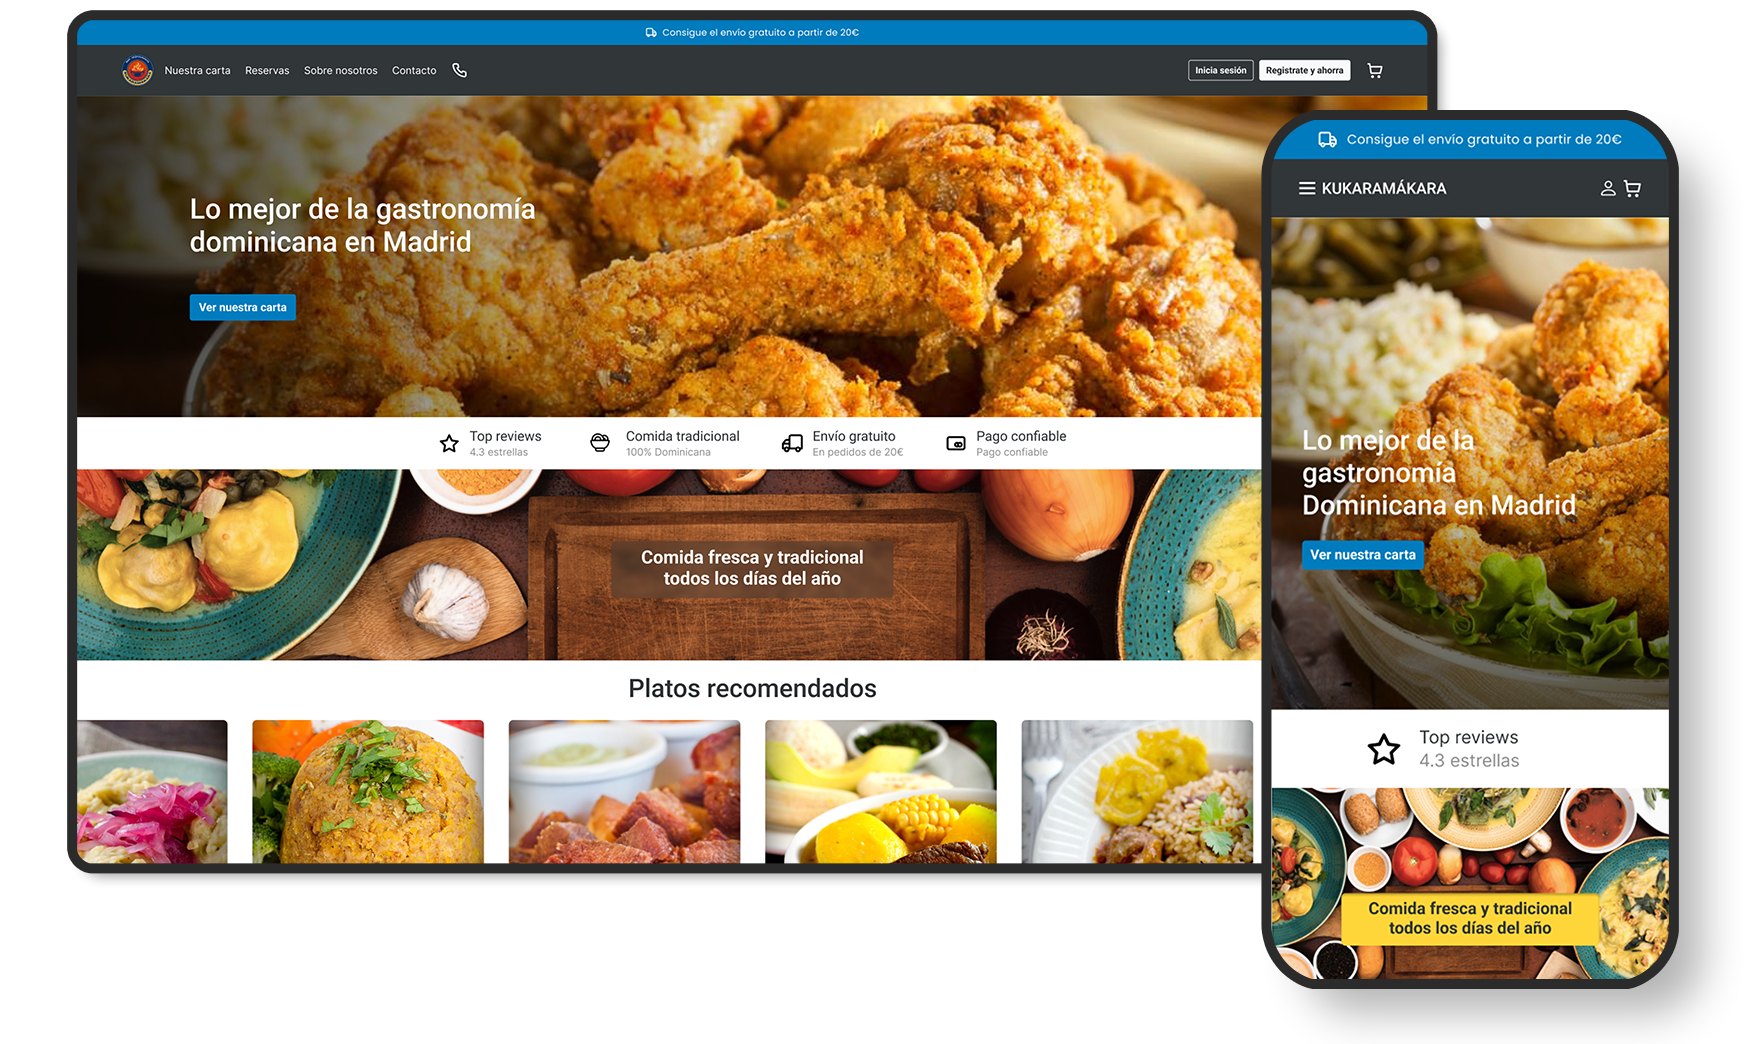 Consigue el envío gratuito a partir de 20€
Nuestra carta
Reservas
Sobre nosotros
Contacto
Inicia sesión
Registrate y ahorra
Lo mejor de la gastronomía
dominicana en Madrid
Ver nuestra carta
Top reviews
4.3 estrellas
Comida tradicional
100% Dominicana
Envío gratuito
En pedidos de 20€
Pago confiable
Pago confiable
Comida fresca y tradicional
todos los días del año
Platos recomendados
Consigue el envío gratuito a partir de 20€
KUKARAMÁKARA
Lo mejor de la
gastronomía
Dominicana en Madrid
Ver nuestra carta
Top reviews
4.3 estrellas
Comida fresca y tradicional
todos los días del año